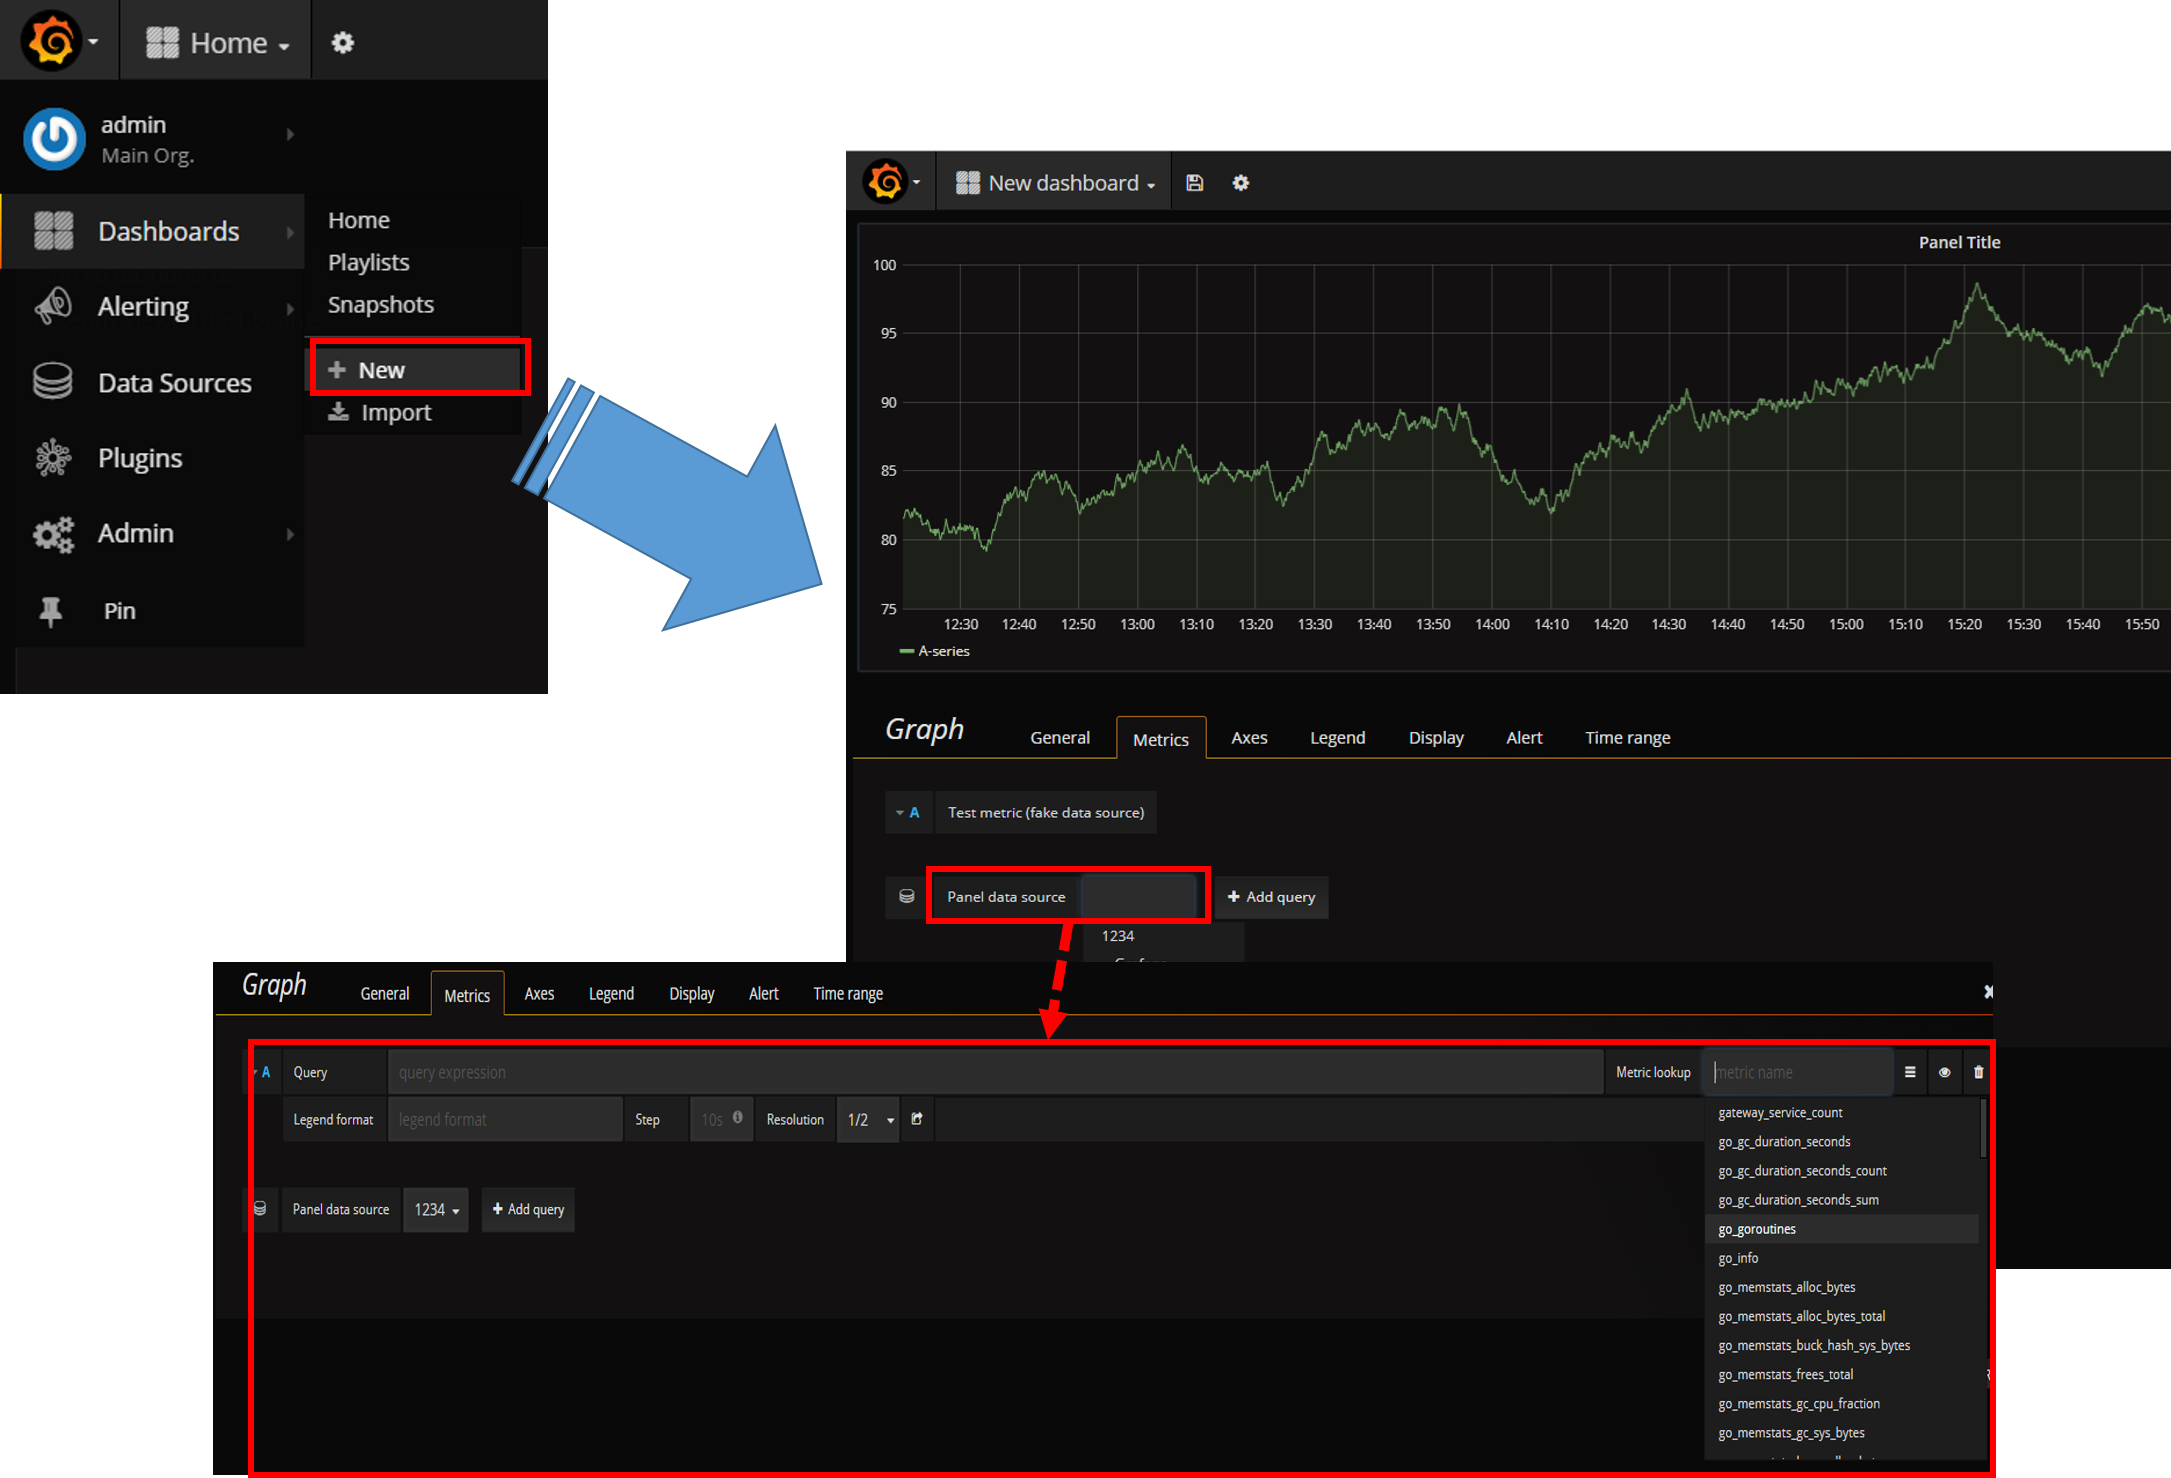 Home
admin
Main Org.
Dashboards
Alerting
Data Sources
Plugins
Admin
Pin
Home
Playlists
Snapshots
New
Import
New dashboard
Panel Title
100
95
90
85
80
75
12:30 12:40 12:50 13:00 13:10 13:20 13:30 13:40 13:50 14:00 14:10 14:20 14:30 14:40 14:50 15:00 15:10 15:20 15:30 15:40 15:50
A-series
Graph General Metrics Axes Legend Display Alert Time range
A Test metric (fake data source)
Panel data source + Add query
1234
Graph General Metrics Axes Legend Display Alert Time range
A Query query expression Metric lookup metric name
Legend format legend format Step 10s Resolution 1/2
Panel data source 1234 + Add query
gateway_service_count
go_gc_duration_seconds
go_gc_duration_seconds_count
go_gc_duration_seconds_sum
go_goroutines
go_info
go_memstats_alloc_bytes
go_memstats_alloc_bytes_total
go_memstats_buck_hash_sys_bytes
go_memstats_frees_total
go_memstats_gc_cpu_fraction
go_memstats_gc_sys_bytes